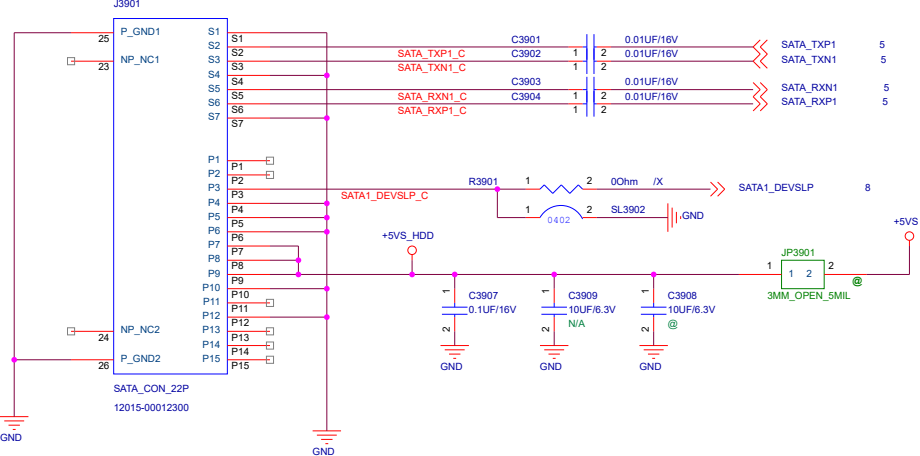 J3901
25
P_GND1
23
NP_NC1
24
NP_NC2
26
P_GND2
S1 S1
S2 S2
S3 S3
S4 S4
S5 S5
S6 S6
S7 S7
P1 P1
P2 P2
P3 P3
P4 P4
P5 P5
P6 P6
P7 P7
P8 P8
P9 P9
P10 P10
P11 P11
P12 P12
P13 P13
P14 P14
P15 P15
SATA_CON_22P
12015-00012300
GND
GND
C3901 0.01UF/16V SATA_TXP1 5
SATA_TXP1_C C3902 1 2 0.01UF/16V SATA_TXN1 5
SATA_TXN1_C 1 2
C3903 0.01UF/16V SATA_RXN1 5
SATA_RXN1_C C3904 1 2 0.01UF/16V SATA_RXP1 5
SATA_RXP1_C 1 2
R3901 1 2 0Ohm /X SATA1_DEVSLP 8
SATA1_DEVSLP_C
1 2 SL3902
0402
GND
+5VS_HDD
+5VS
JP3901
1 1 2 2
3MM_OPEN_5MIL
@
1 C3907
0.1UF/16V
2
GND
1 C3909
10UF/6.3V
N/A
2
GND
1 C3908
10UF/6.3V
@
2
GND